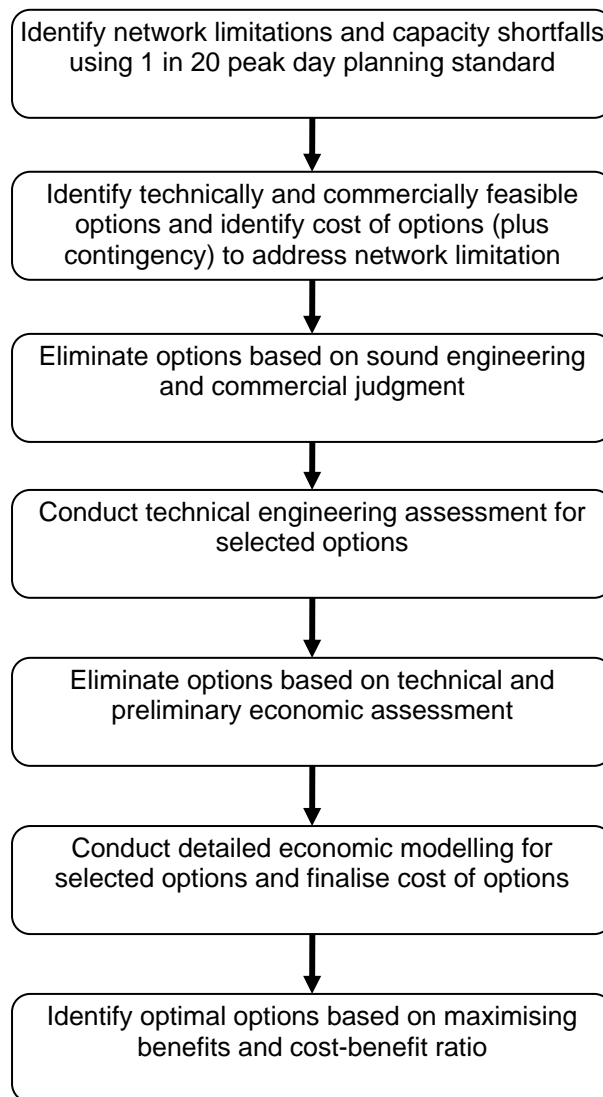 Identify network limitations and capacity shortfalls
using 1 in 20 peak day planning standard
Identify technically and commercially feasible
options and identify cost of options (plus
contingency) to address network limitation
Eliminate options based on sound engineering
and commercial judgment
Conduct technical engineering assessment for
selected options
Eliminate options based on technical and
preliminary economic assessment
Conduct detailed economic modelling for
selected options and finalise cost of options
Identify optimal options based on maximising
benefits and cost-benefit ratio